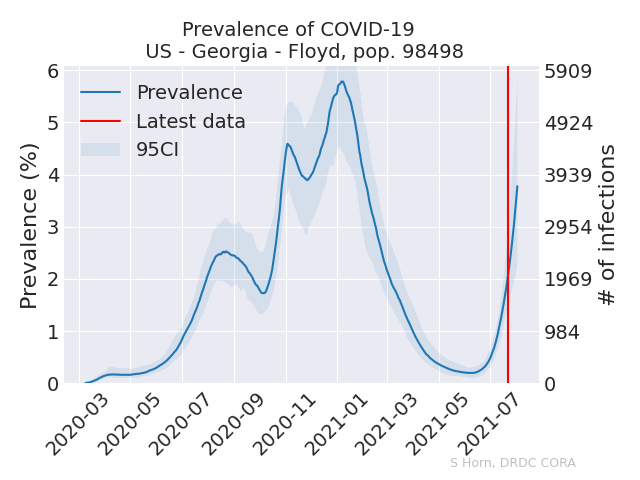 Prevalence of COVID-19
US - Georgia - Floyd, pop. 98498
Prevalence
Latest data
95CI
Prevalence (%)
6
5
4
3
2
1
0
5909
4924
3939
2954
1969
984
0
# of infections
2020-03
2020-05
2020-07
2020-09
2020-11
2021-01
2021-03
2021-05
2021-07
S Horn, DRDC CORA